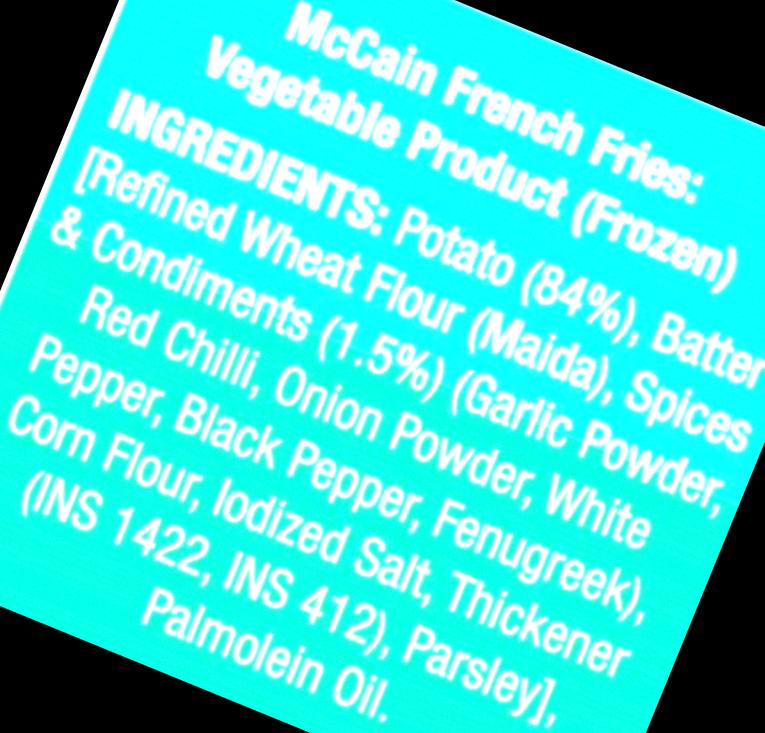 McCain French Fries:
Vegetable Product (Frozen)
INGREDIENTS: Potato (84%), Batter
[Refined Wheat Flour (Maida), Spices
& Condiments (1.5%) (Garlic Powder,
Red Chilli, Onion Powder, White
Pepper, Black Pepper, Fenugreek),
Corn Flour, Iodized Salt, Thickener
(INS 1422, INS 412), Parsley],
Palmolein Oil.